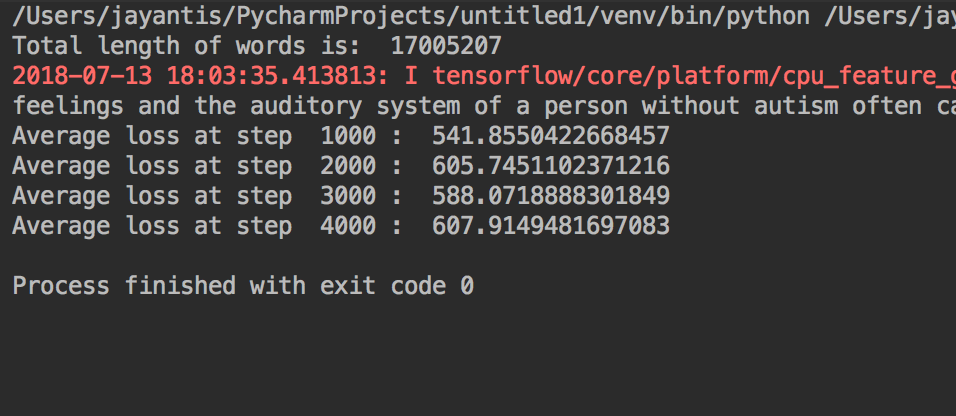 /Users/jayantis/PycharmProjects/untitled1/venv/bin/python /Users/jay
Total length of words is:  17005207
2018-07-13 18:03:35.413813: I tensorflow/core/platform/cpu_feature_g
feelings and the auditory system of a person without autism often ca
Average loss at step  1000 :  541.8550422668457
Average loss at step  2000 :  605.7451102371216
Average loss at step  3000 :  588.0718888301849
Average loss at step  4000 :  607.9149481697083
Process finished with exit code 0